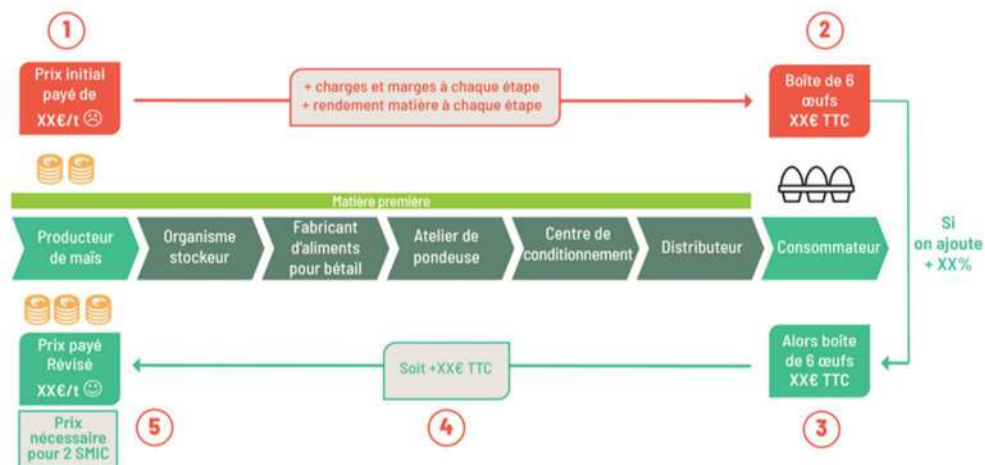 1
2
Prix initial
payé de
XX€/t ☹
+ charges et marges à chaque étape
+ rendement matière à chaque étape
Boîte de 6
œufs
XX€ TTC
Matière première
Producteur
de maïs
Organisme
stockeur
Fabricant
d'aliments
pour bétail
Atelier de
pondeuse
Centre de
conditionnement
Distributeur
Consommateur
Si
on ajoute
+ XX%
Prix payé
Révisé
XX€/t ☺
Soit +XX€ TTC
Alors boîte
de 6 œufs
XX€ TTC
Prix
nécessaire
pour 2 SMIC
5
4
3